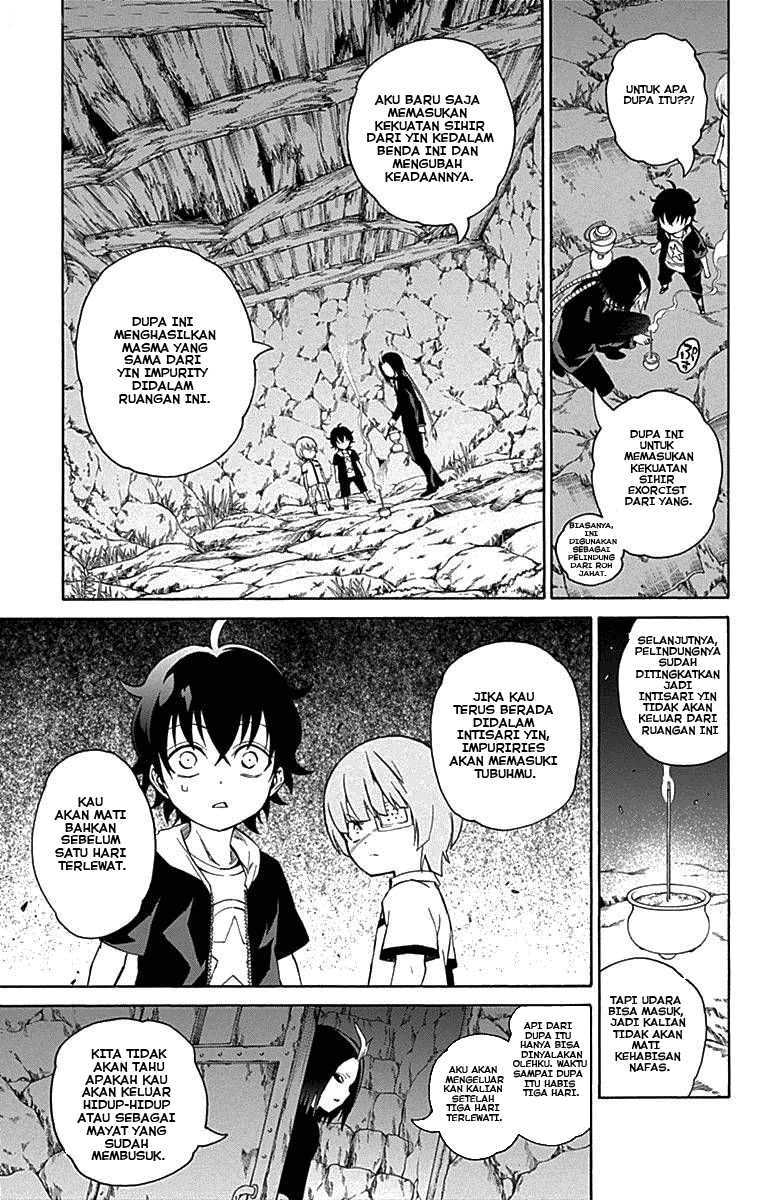 UNTUK APA
DUPA ITU??!
DUPA INI
UNTUK
MEMASUKAN
KEKUATAN
SIHIR
EXORCIST
DARI YANG.
BIASANYA,
INI
DIGUNAKAN
SEBAGAI
PELINDUNG
DARI ROH
JAHAT.
AKU BARU SAJA
MEMASUKAN
KEKUATAN SIHIR
DARI YIN KEDALAM
BENDA INI DAN
MENGUBAH
KEADAANNYA.
DUPA INI
MENGHASILKAN
MASMA YANG
SAMA DARI
YIN IMPURITY
DIDALAM
RUANGAN INI.
SELANJUTNYA,
PELINDUNGNYA
SUDAH
DITINGKATKAN
JADI
INTISARI YIN
TIDAK AKAN
KELUAR DARI
RUANGAN INI
TAPI UDARA
BISA MASUK,
JADI KALIAN
TIDAK AKAN
MATI
KEHABISAN
NAFAS.
JIKA KAU
TERUS BERADA
DIDALAM
INTISARI YIN,
IMPURIRIES
AKAN MEMASUKI
TUBUHMU.
KAU
AKAN MATI
BAHKAN
SEBELUM
SATU HARI
TERLEWAT.
API DARI
DUPA ITU
HANYA BISA
DINYALAKAN
OLEHKU. WAKTU
SAMPAI DUPA
ITU HABIS
TIGA HARI.
AKU AKAN
MENGELUAR
KAN KALIAN
SETELAH
TIGA HARI
TERLEWATI.
KITA TIDAK
AKAN TAHU
APAKAH KAU
AKAN KELUAR
HIDUP-HIDUP
ATAU SEBAGAI
MAYAT YANG
SUDAH
MEMBUSUK.